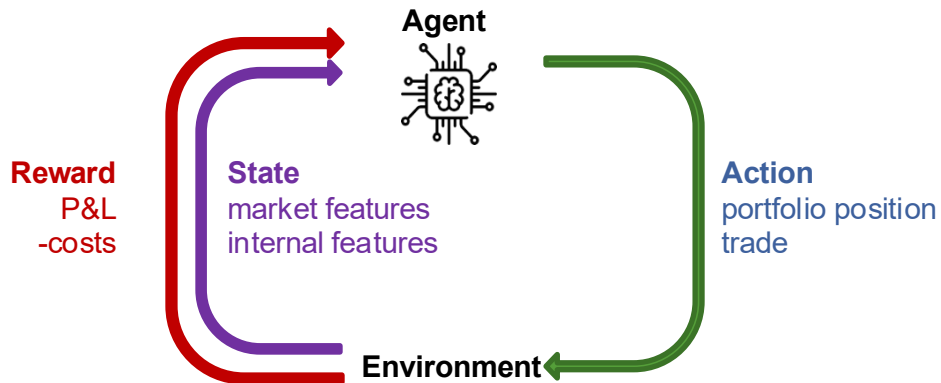 Agent
Reward
P&L
-costs
State
market features
internal features
Action
portfolio position
trade
Environment